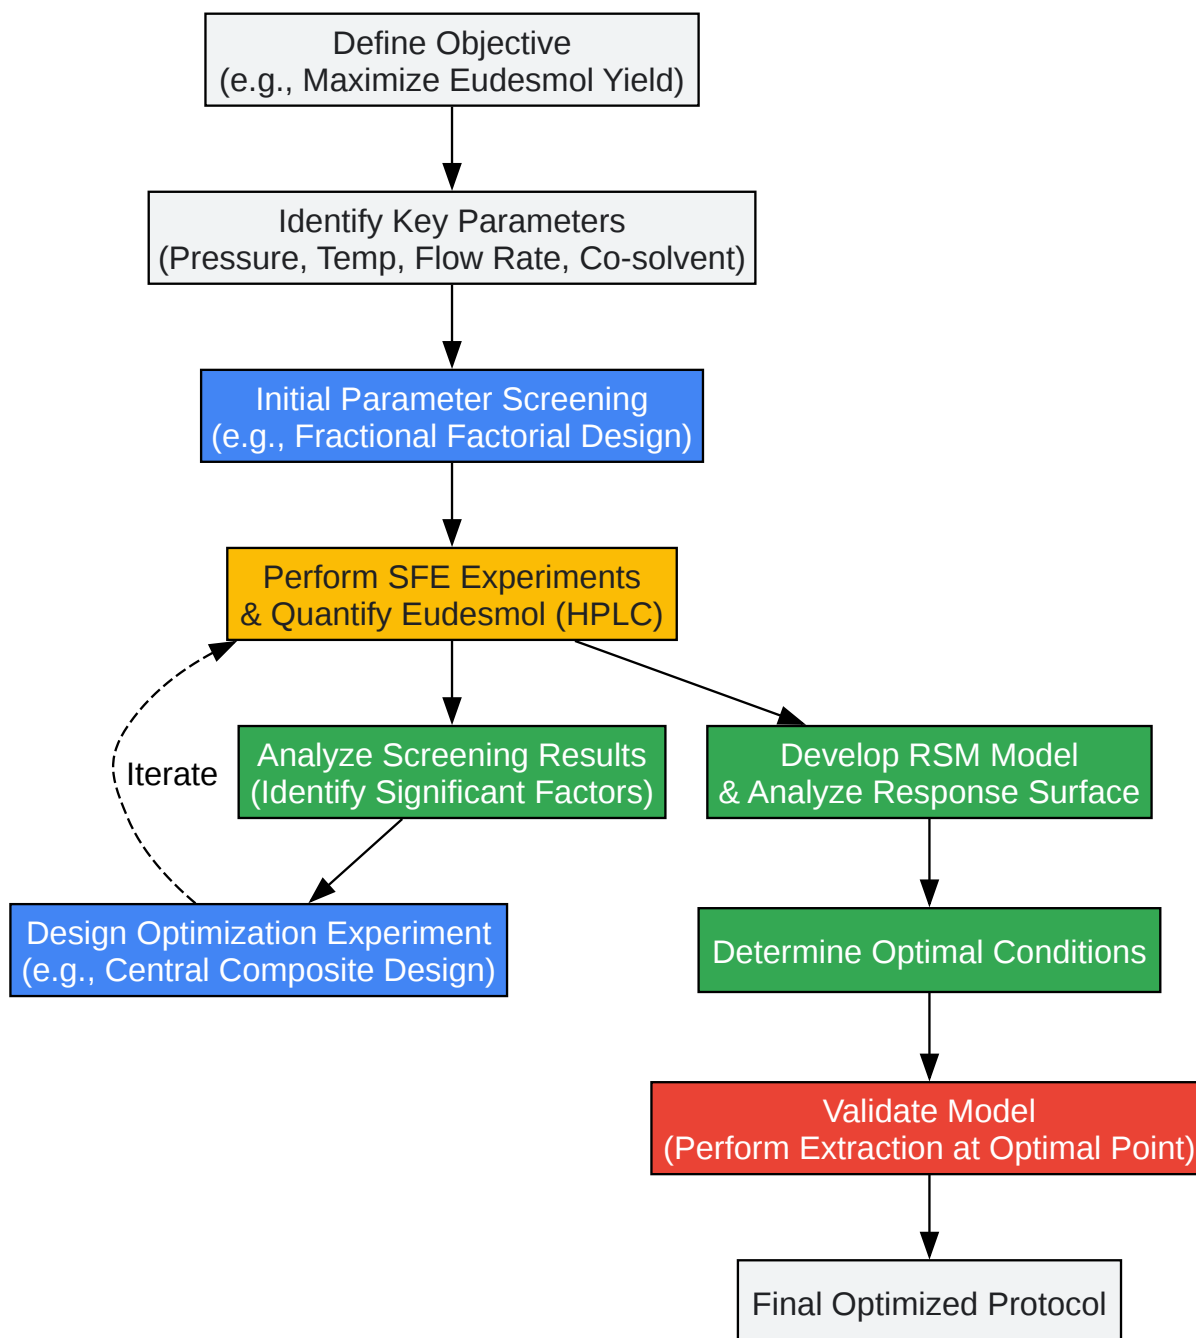 Define Objective
(e.g., Maximize Eudesmol Yield)
Identify Key Parameters
(Pressure, Temp, Flow Rate, Co-solvent)
Initial Parameter Screening
(e.g., Fractional Factorial Design)
Perform SFE Experiments
& Quantify Eudesmol (HPLC)
Iterate
Analyze Screening Results
(Identify Significant Factors)
Develop RSM Model
& Analyze Response Surface
Design Optimization Experiment
(e.g., Central Composite Design)
Determine Optimal Conditions
Validate Model
(Perform Extraction at Optimal Point)
Final Optimized Protocol